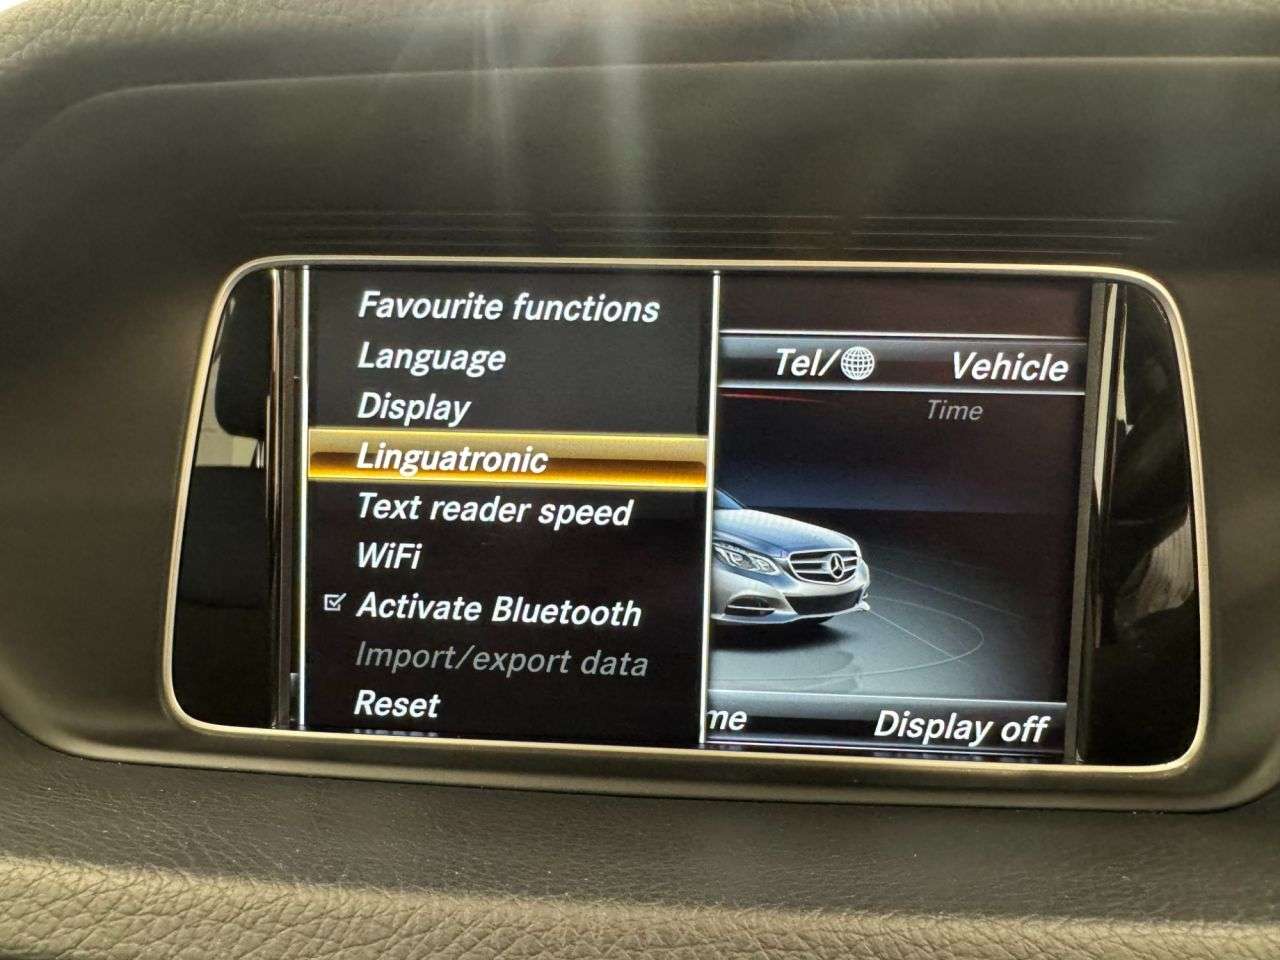 Favourite functions
Language
Display
Linguatronic
Text reader speed
WiFi
Activate Bluetooth
Import/export data
Reset
Tel/ Vehicle
Time
me Display off